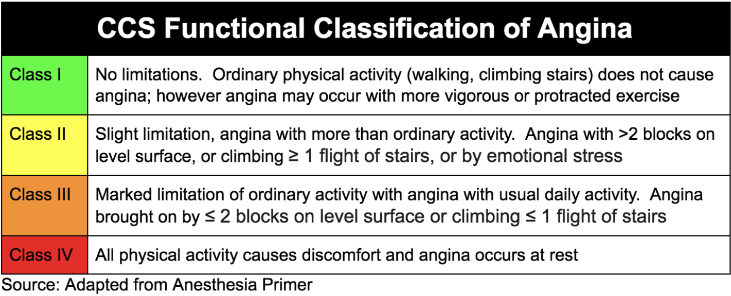 CCS Functional Classification of Angina
Class I
No limitations. Ordinary physical activity (walking, climbing stairs) does not cause
angina; however angina may occur with more vigorous or protracted exercise
Class II
Slight limitation, angina with more than ordinary activity. Angina with >2 blocks on
level surface, or climbing ≥ 1 flight of stairs, or by emotional stress
Class III
Marked limitation of ordinary activity with angina with usual daily activity. Angina
brought on by ≤ 2 blocks on level surface or climbing ≤ 1 flight of stairs
Class IV
All physical activity causes discomfort and angina occurs at rest
Source: Adapted from Anesthesia Primer